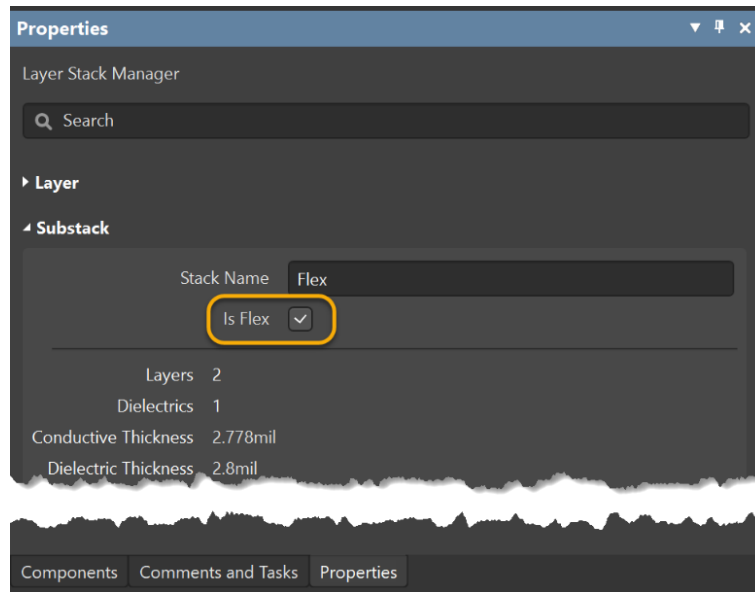 Properties
Layer Stack Manager
Search
Layer
Substack
Stack Name Flex
Is Flex
Layers 2
Dielectrics 1
Conductive Thickness 2.778mil
Dielectric Thickness 2.8mil
Components Comments and Tasks Properties